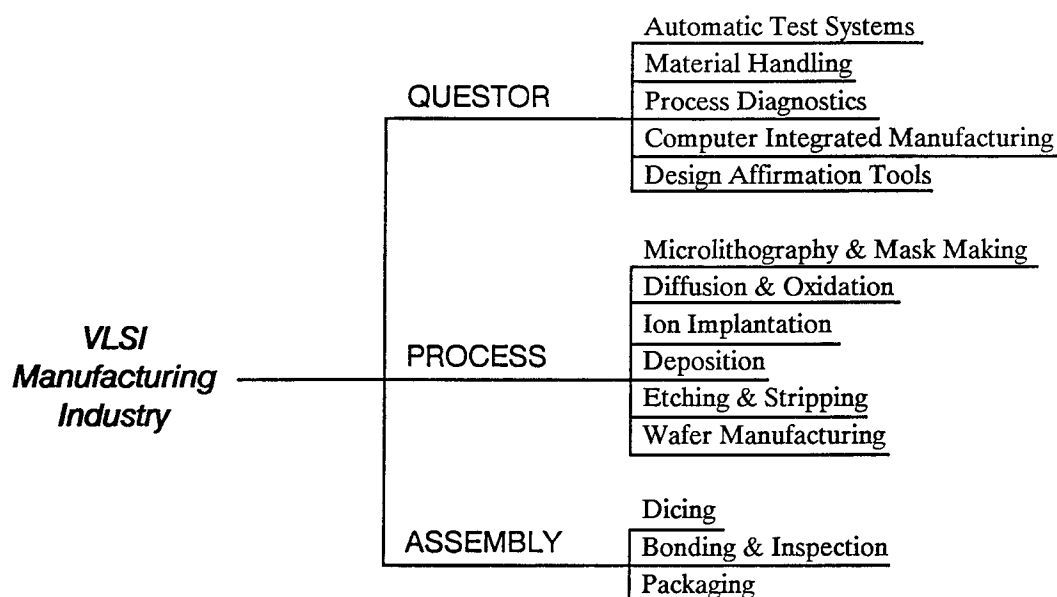 Automatic Test Systems
Material Handling
QUESTOR
Process Diagnostics
Computer Integrated Manufacturing
Design Affirmation Tools
Microlithography & Mask Making
Diffusion & Oxidation
Ion Implantation
VLSI
Manufacturing
Industry
PROCESS
Deposition
Etching & Stripping
Wafer Manufacturing
Dicing
ASSEMBLY
Bonding & Inspection
Packaging